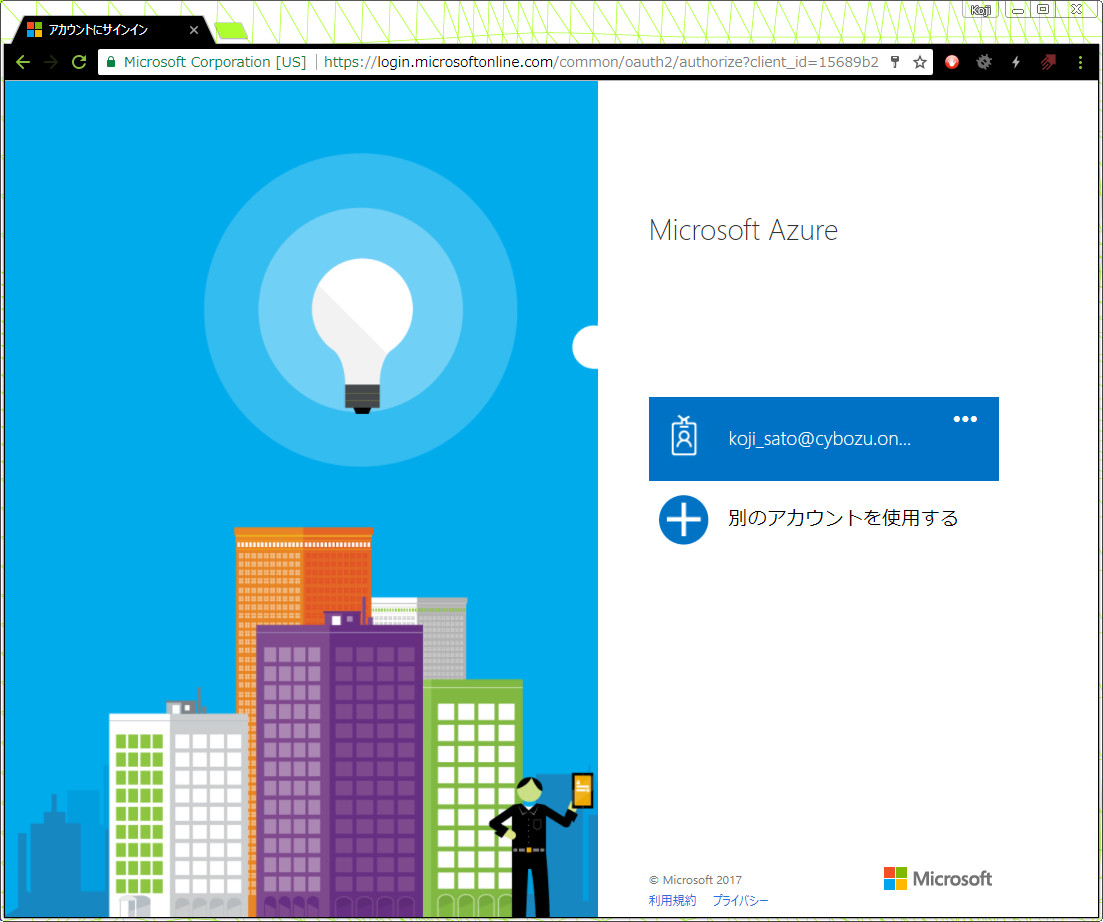 Koji
アカウントにサインイン
Microsoft Corporation [US]
https://login.microsoftonline.com/common/oauth2/authorize?client_id=15689b2
Microsoft Azure
koji_sato@cybozu.on...
別のアカウントを使用する
© Microsoft 2017
利用規約 プライバシー
Microsoft